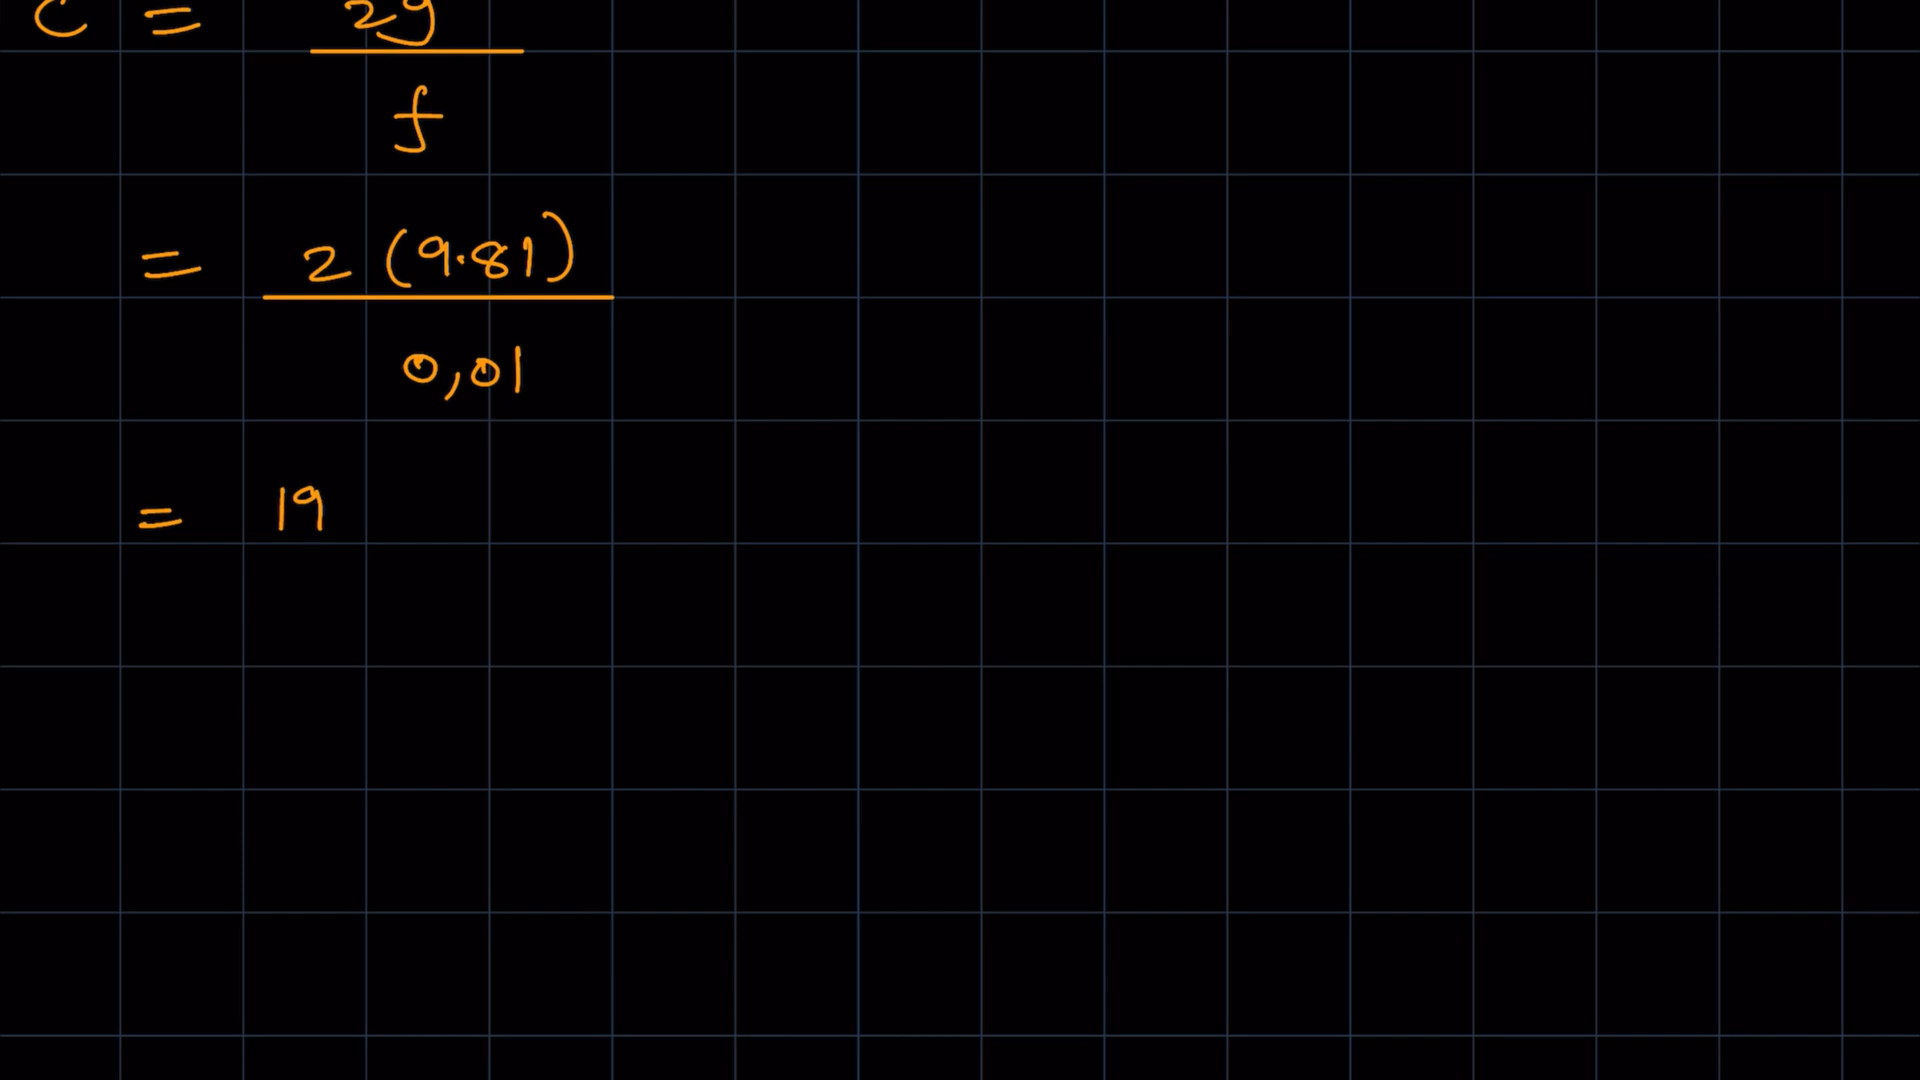 C = 2g
f
= 2 (9.81)
0,01
= 19